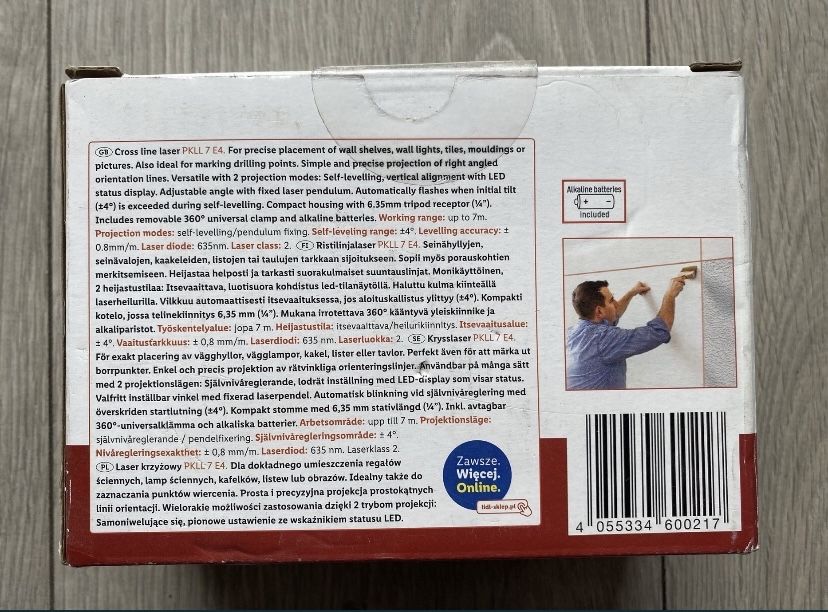 GB Cross line laser PKLL 7 E4. For precise placement of wall shelves, wall lights, tiles, mouldings or
pictures. Also ideal for marking drilling points. Simple and precise projection of right angled
orientation lines. Versatile with 2 projection modes: Self-levelling, vertical alignment with LED
status display. Adjustable angle with fixed laser pendulum. Automatically flashes when initial tilt
(±4°) is exceeded during self-levelling. Compact housing with 6.35mm tripod receptor (¼").
Includes removable 360° universal clamp and alkaline batteries. Working range: up to 7m.
Projection modes: self-levelling/pendulum fixing. Self-levelling range: ±4°. Levelling accuracy: ±
0.8mm/m. Laser diode: 635nm. Laser class: 2. FI Ristilinjalaser PKLL 7 E4. Seinähyllyjen,
seinävalojen, kaakeleiden, listojen tai taulujen tarkkaan sijoitukseen. Sopii myös porauskohtien
merkitsemiseen. Heijastaa helposti ja tarkasti suorakulmaiset suuntauslinjat. Monikäyttöinen,
2 heijastustilaa: Itsevaaittava, luotisuora kohdistus led-tilanäytöllä. Haluttu kulma kiinteällä
laserheilurilla. Vilkkuu automaattisesti itsevaaituksessa, jos aloituskallistus ylittyy (±4°). Kompakti
kotelo, jossa telinekiinnitys 6,35 mm (¼"). Mukana irrotettava 360° kääntyvä yleiskiinnike ja
alkaliparistot. Työskentelyalue: jopa 7 m. Heijastustila: itsevaaittava/heilurikiinnitys. Itsevaaitusalue:
± 4°. Vaaitustarkkuus: ± 0,8 mm/m. Laserdiodi: 635 nm. Laserluokka: 2. SE Krysslaser PKLL 7 E4.
För exakt placering av vägghyllor, vägglampor, kakel, lister eller tavlor. Perfekt även för att märka ut
borrpunkter. Enkel och precis projektion av rätvinkliga orienteringslinjer. Användbar på många sätt
med 2 projektionslägen: Självnivåreglerande, lodrät inställning med LED-display som visar status.
Valfritt inställbar vinkel med fixerad laserpendel. Automatisk blinkning vid självnivåreglering med
överskriden startlutning (±4°). Kompakt stomme med 6,35 mm stativlängd (¼"). Inkl. avtagbar
360°-universalklämma och alkaliska batterier. Arbetsområde: upp till 7 m. Projektionsläge:
självnivåreglerande / pendelfixering. Självnivåregleringsområde: ± 4°.
Nivåregleringsexakthet: ± 0,8 mm/m. Laserdiod: 635 nm. Laserklass 2.
PL Laser krzyżowy PKLL 7 E4. Dla dokładnego umieszczenia regałów
ściennych, lamp ściennych, kafelków, listew lub obrazów. Idealny także do
zaznaczania punktów wiercenia. Prosta i precyzyjna projekcja prostokątnych
linii orientacji. Wielorakie możliwości zastosowania dzięki 2 trybom projekcji:
Samoniwelujące się, pionowe ustawienie ze wskaźnikiem statusu LED.
Zawsze.
Więcej.
Online.
lidl-sklep.pl
Alkaline batteries
+ −
included
4 055334 600217